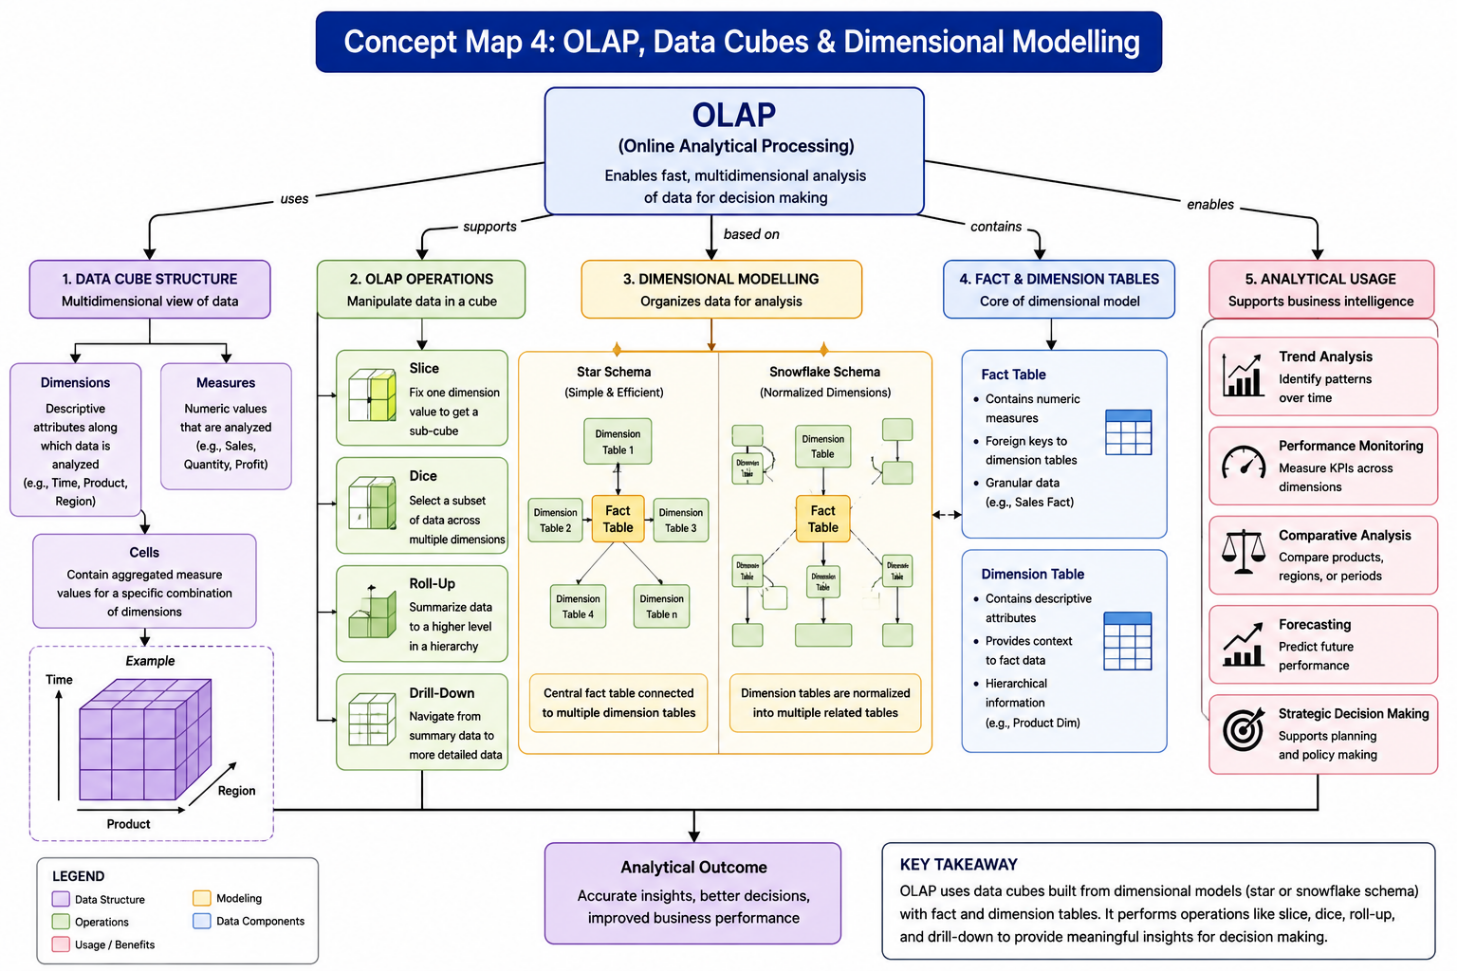 Concept Map 4: OLAP, Data Cubes & Dimensional Modelling
OLAP
(Online Analytical Processing)
Enables fast, multidimensional analysis
of data for decision making
uses
supports
based on
contains
enables
1. DATA CUBE STRUCTURE
Multidimensional view of data
Dimensions
Descriptive
attributes along
which data is
analyzed
(e.g., Time, Product,
Region)
Measures
Numeric values
that are analyzed
(e.g., Sales,
Quantity, Profit)
Cells
Contain aggregated measure
values for a specific combination
of dimensions
Example
Time
Region
Product
2. OLAP OPERATIONS
Manipulate data in a cube
Slice
Fix one dimension
value to get a
sub-cube
Dice
Select a subset
of data across
multiple dimensions
Roll-Up
Summarize data
to a higher level
in a hierarchy
Drill-Down
Navigate from
summary data to
more detailed data
3. DIMENSIONAL MODELLING
Organizes data for analysis
Star Schema
(Simple & Efficient)
Dimension
Table 1
Dimension
Table 2
Fact
Table
Dimension
Table 3
Dimension
Table 4
Dimension
Table n
Central fact table connected
to multiple dimension tables
Snowflake Schema
(Normalized Dimensions)
Dimension
Table
Fact
Table
Dimension
Table
Dimension tables are normalized
into multiple related tables
4. FACT & DIMENSION TABLES
Core of dimensional model
Fact Table
• Contains numeric
measures
• Foreign keys to
dimension tables
• Granular data
(e.g., Sales Fact)
Dimension Table
• Contains descriptive
attributes
• Provides context
to fact data
• Hierarchical
information
(e.g., Product Dim)
5. ANALYTICAL USAGE
Supports business intelligence
Trend Analysis
Identify patterns
over time
Performance Monitoring
Measure KPIs across
dimensions
Comparative Analysis
Compare products,
regions, or periods
Forecasting
Predict future
performance
Strategic Decision Making
Supports planning
and policy making
Analytical Outcome
Accurate insights, better decisions,
improved business performance
LEGEND
Data Structure
Operations
Usage / Benefits
Modeling
Data Components
KEY TAKEAWAY
OLAP uses data cubes built from dimensional models (star or snowflake schema)
with fact and dimension tables. It performs operations like slice, dice, roll-up,
and drill-down to provide meaningful insights for decision making.